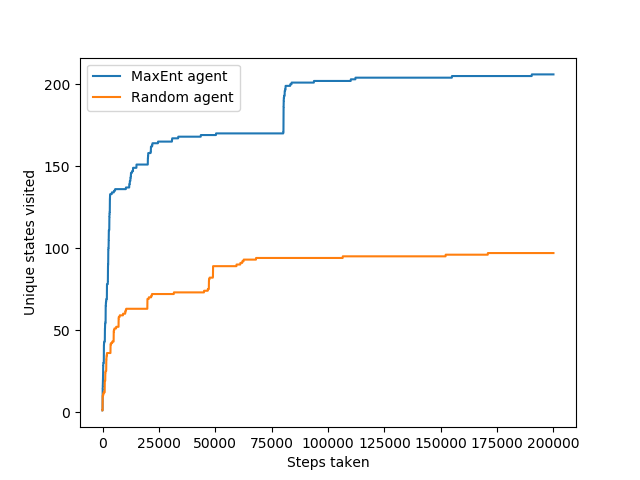 MaxEnt agent
Random agent
200
150
100
50
0
Unique states visited
0 25000 50000 75000 100000 125000 150000 175000 200000
Steps taken